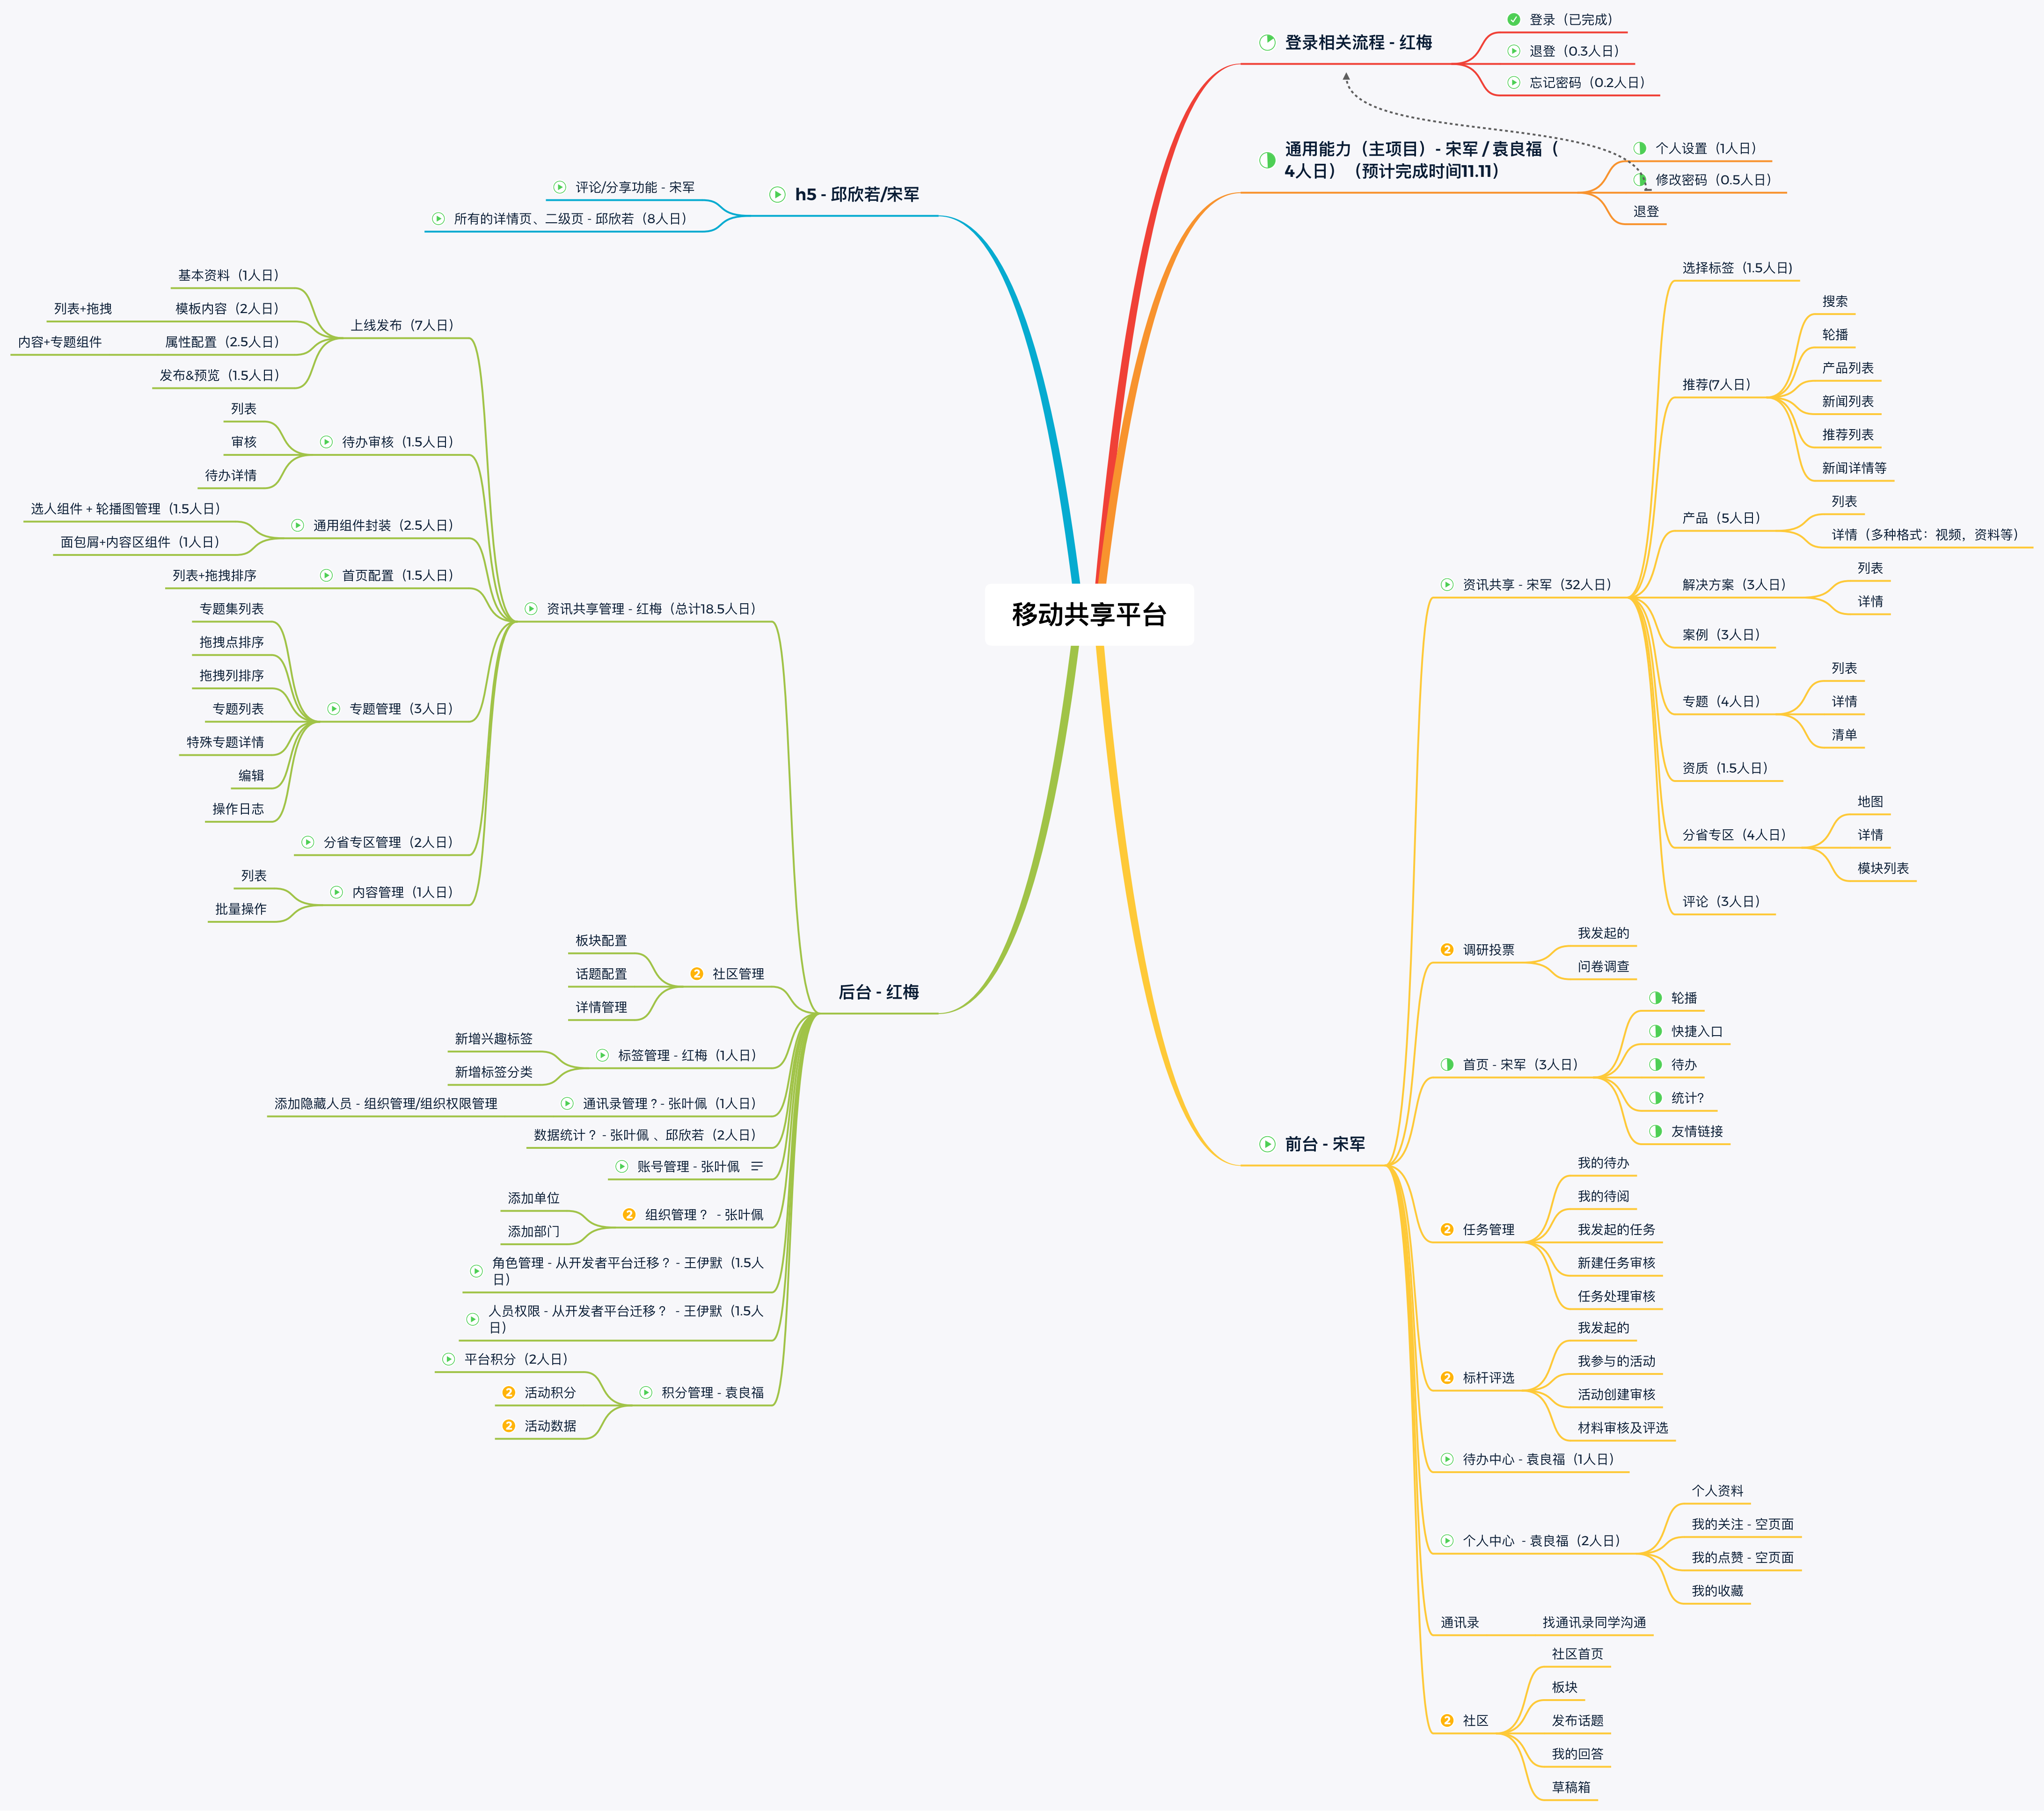 移动共享平台
登录相关流程 - 红梅
登录（已完成）
退登（0.3人日）
忘记密码（0.2人日）
通用能力（主项目）- 宋军 / 袁良福（
4人日）（预计完成时间11.11）
个人设置（1人日）
修改密码（0.5人日）
退登
前台 - 宋军
资讯共享 - 宋军（32人日）
选择标签（1.5人日)
推荐(7人日）
搜索
轮播
产品列表
新闻列表
推荐列表
新闻详情等
产品（5人日）
列表
详情（多种格式：视频，资料等）
解决方案（3人日）
列表
详情
案例（3人日）
专题（4人日）
列表
详情
清单
资质（1.5人日）
分省专区（4人日）
地图
详情
模块列表
评论（3人日）
2
调研投票
我发起的
问卷调查
首页 - 宋军（3人日）
轮播
快捷入口
待办
统计?
友情链接
2
任务管理
我的待办
我的待阅
我发起的任务
新建任务审核
任务处理审核
2
标杆评选
我发起的
我参与的活动
活动创建审核
材料审核及评选
待办中心 - 袁良福（1人日）
个人中心 - 袁良福（2人日）
个人资料
我的关注 - 空页面
我的点赞 - 空页面
我的收藏
通讯录
找通讯录同学沟通
2
社区
社区首页
板块
发布话题
我的回答
草稿箱
h5 - 邱欣若/宋军
评论/分享功能 - 宋军
所有的详情页、二级页 - 邱欣若（8人日）
后台 - 红梅
资讯共享管理 - 红梅（总计18.5人日）
上线发布（7人日）
基本资料（1人日）
模板内容（2人日）
列表+拖拽
属性配置（2.5人日）
内容+专题组件
发布&预览（1.5人日）
待办审核（1.5人日）
列表
审核
待办详情
通用组件封装（2.5人日）
选人组件 + 轮播图管理（1.5人日）
面包屑+内容区组件（1人日）
首页配置（1.5人日）
列表+拖拽排序
专题管理（3人日）
专题集列表
拖拽点排序
拖拽列排序
专题列表
特殊专题详情
编辑
操作日志
分省专区管理（2人日）
内容管理（1人日）
列表
批量操作
2
社区管理
板块配置
话题配置
详情管理
标签管理 - 红梅（1人日）
新增兴趣标签
新增标签分类
通讯录管理？- 张叶佩（1人日）
添加隐藏人员 - 组织管理/组织权限管理
数据统计？ - 张叶佩 、邱欣若（2人日）
账号管理 - 张叶佩
2
组织管理？ - 张叶佩
添加单位
添加部门
角色管理 - 从开发者平台迁移？ - 王伊默（1.5人
日）
人员权限 - 从开发者平台迁移？ - 王伊默（1.5人
日）
积分管理 - 袁良福
平台积分（2人日）
2
活动积分
2
活动数据